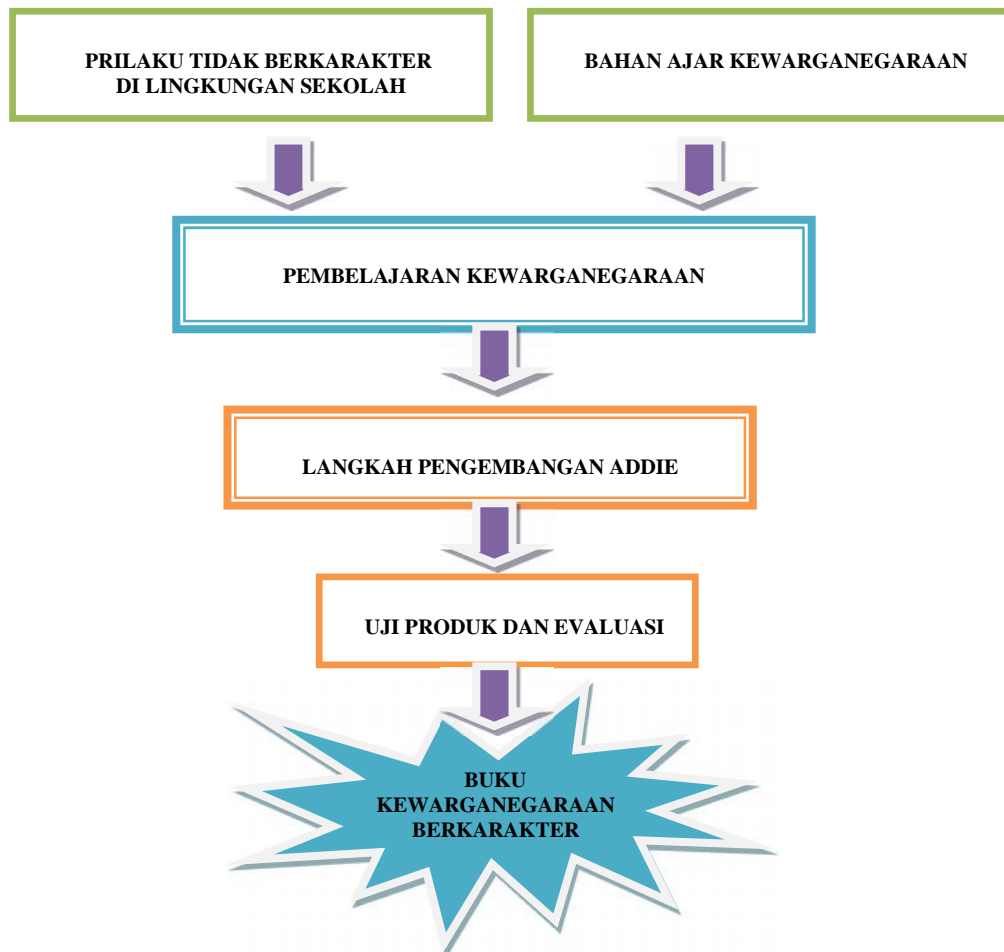 PRILAKU TIDAK BERKARAKTER
DI LINGKUNGAN SEKOLAH
BAHAN AJAR KEWARGANEGARAAN
PEMBELAJARAN KEWARGANEGARAAN
LANGKAH PENGEMBANGAN ADDIE
UJI PRODUK DAN EVALUASI
BUKU
KEWARGANEGARAAN
BERKARAKTER